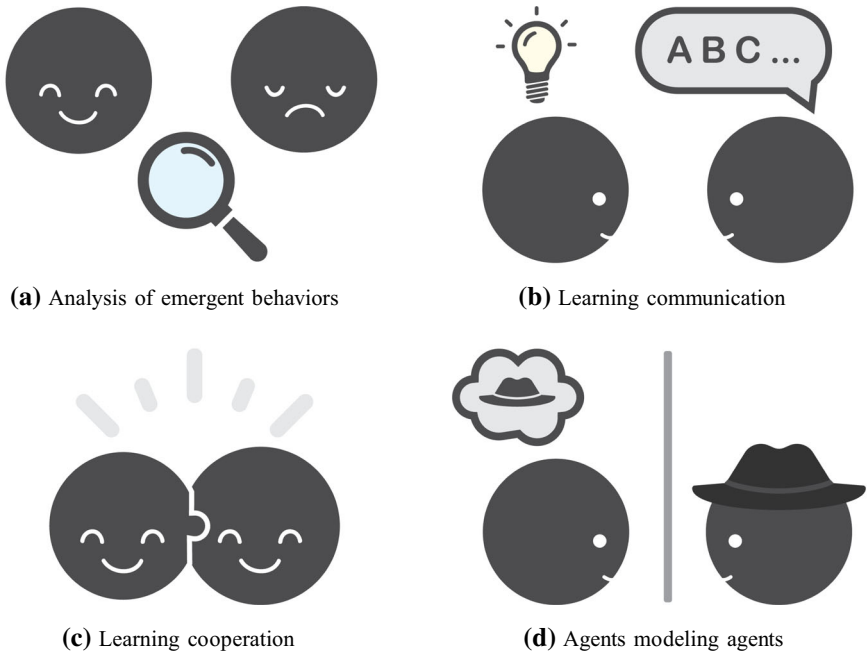 A B C ...
(a) Analysis of emergent behaviors
(b) Learning communication
(c) Learning cooperation
(d) Agents modeling agents